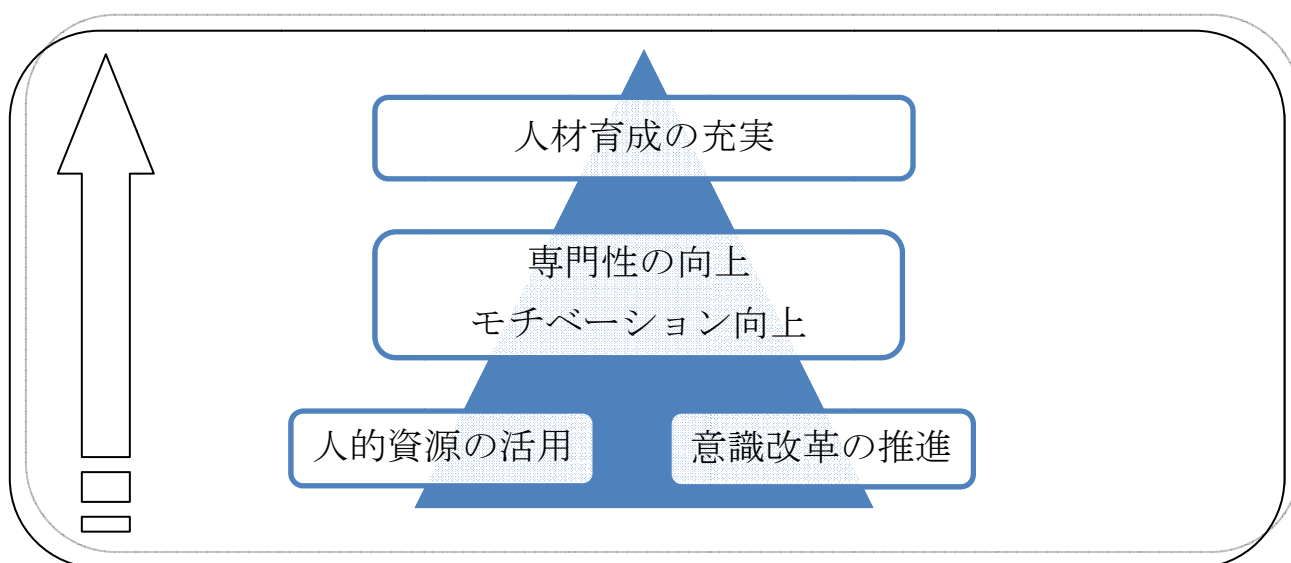 人材育成の充実
専門性の向上
モチベーション向上
人的資源の活用
意識改革の推進